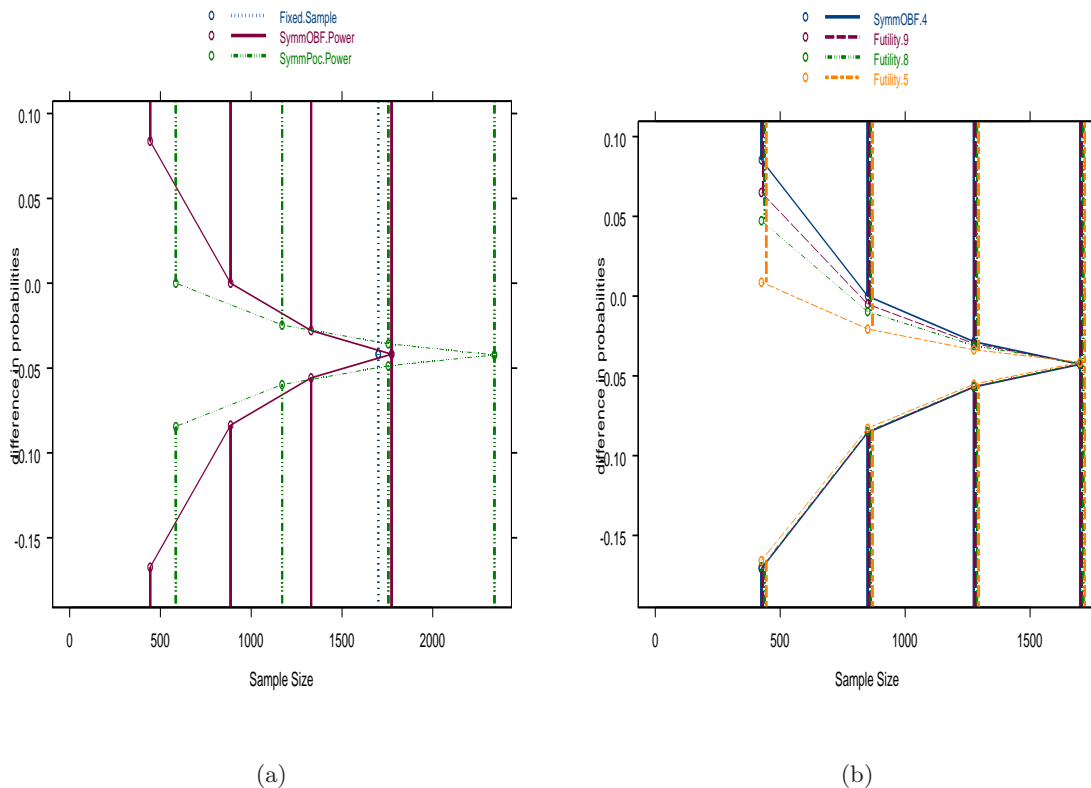 Fixed.Sample
SymmOBF.Power
SymmPoc.Power
0.10
0.05
0.0
-0.05
-0.10
-0.15
difference in probabilities
0
500
1000
1500
2000
Sample Size
(a)
SymmOBF.4
Futility.9
Futility.8
Futility.5
0.10
0.05
0.0
-0.05
-0.10
-0.15
difference in probabilities
0
500
1000
1500
Sample Size
(b)